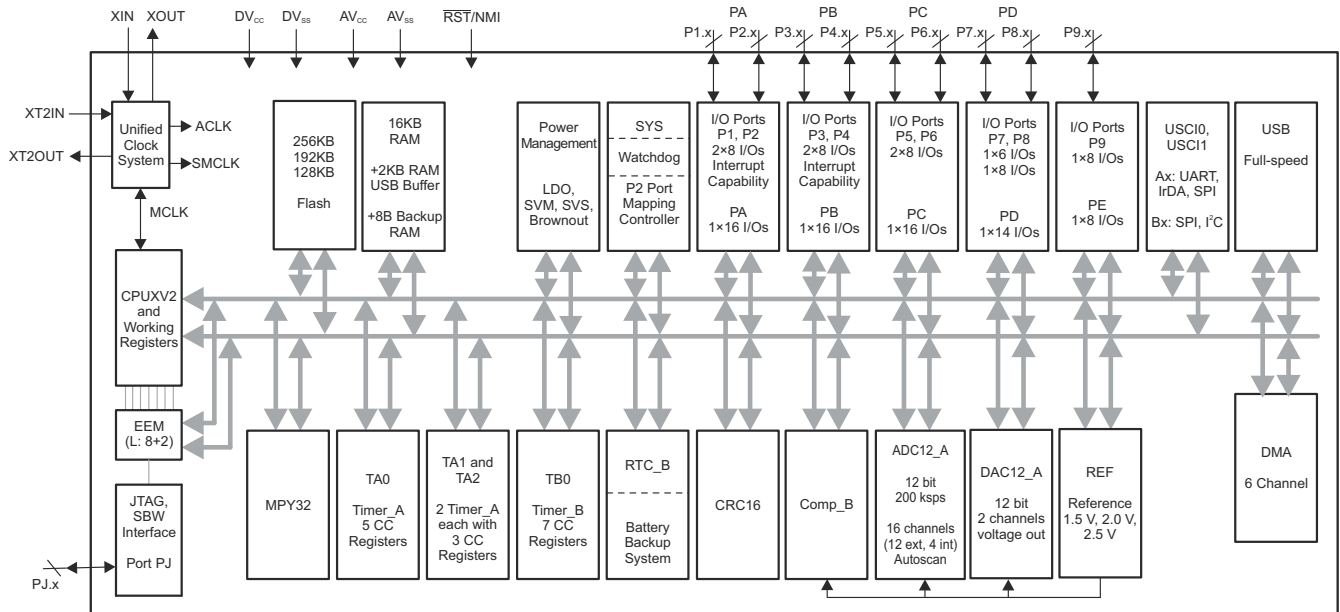 XIN XOUT DVCC DVSS AVCC AVSS RST/NMI PA PB PC PD
P1.x P2.x P3.x P4.x P5.x P6.x P7.x P8.x P9.x
XT2IN
XT2OUT
Unified
Clock
System
ACLK
SMCLK
MCLK
256KB
192KB
128KB
Flash
16KB
RAM
+2KB RAM
USB Buffer
+8B Backup
RAM
Power
Management
LDO,
SVM, SVS,
Brownout
SYS
Watchdog
P2 Port
Mapping
Controller
I/O Ports
P1, P2
2×8 I/Os
Interrupt
Capability
PA
1×16 I/Os
I/O Ports
P3, P4
2×8 I/Os
Interrupt
Capability
PB
1×16 I/Os
I/O Ports
P5, P6
2×8 I/Os
PC
1×16 I/Os
I/O Ports
P7, P8
1×6 I/Os
1×8 I/Os
PD
1×14 I/Os
I/O Ports
P9
1×8 I/Os
PE
1×8 I/Os
USCI0,
USCI1
Ax: UART,
IrDA, SPI
Bx: SPI, I²C
USB
Full-speed
CPUXV2
and
Working
Registers
EEM
(L: 8+2)
JTAG,
SBW
Interface
Port PJ
PJ.x
MPY32
TA0
Timer_A
5 CC
Registers
TA1 and
TA2
2 Timer_A
each with
3 CC
Registers
TB0
Timer_B
7 CC
Registers
RTC_B
Battery
Backup
System
CRC16
Comp_B
ADC12_A
12 bit
200 ksps
16 channels
(12 ext, 4 int)
Autoscan
DAC12_A
12 bit
2 channels
voltage out
REF
Reference
1.5 V, 2.0 V,
2.5 V
DMA
6 Channel